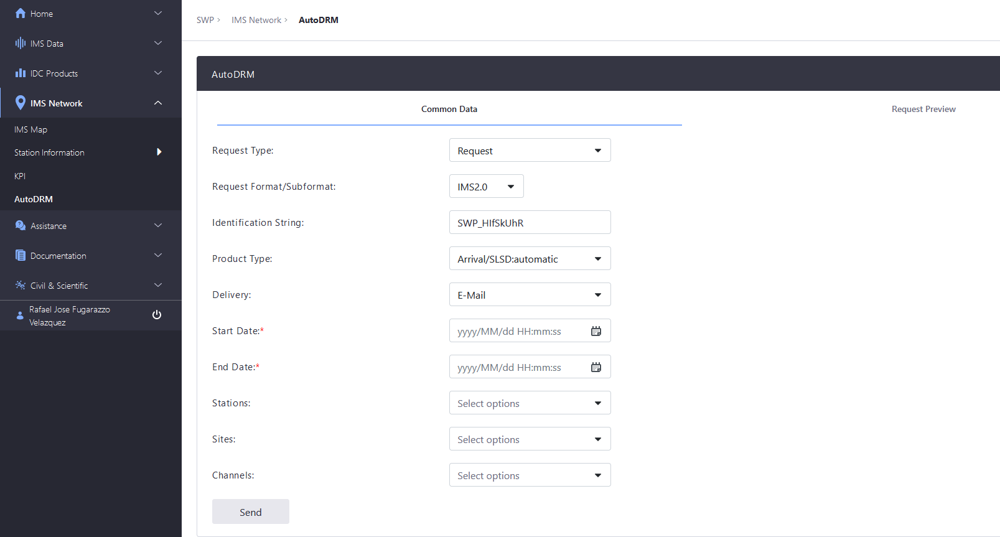 Home
IMS Data
IDC Products
IMS Network
IMS Map
Station Information
KPI
AutoDRM
Assistance
Documentation
Civil & Scientific
Rafael Jose Fugarazzo
Velazquez
SWP > IMS Network > AutoDRM
AutoDRM
Common Data Request Preview
Request Type: Request
Request Format/Subformat: IMS2.0
Identification String: SWP_HIfSkUhR
Product Type: Arrival/SLSD:automatic
Delivery: E-Mail
Start Date:* yyyy/MM/dd HH:mm:ss
End Date:* yyyy/MM/dd HH:mm:ss
Stations: Select options
Sites: Select options
Channels: Select options
Send